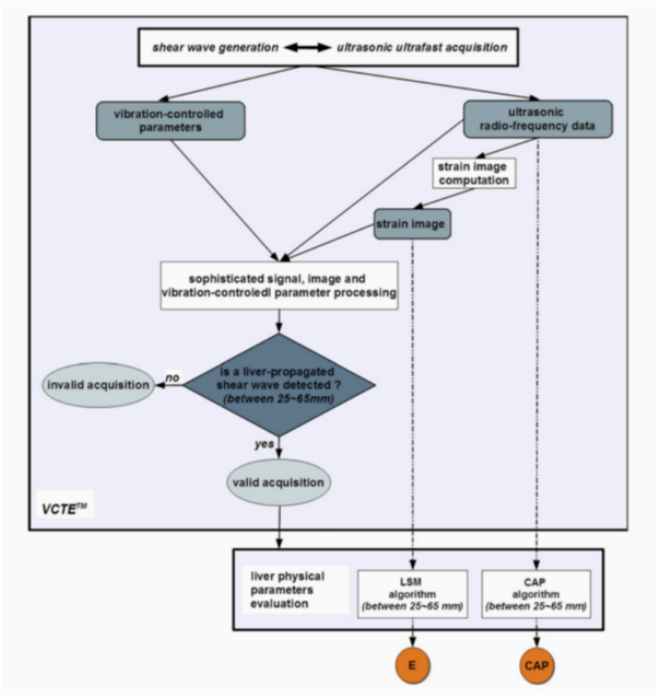 shear wave generation ultrasonic ultrafast acquisition
vibration-controlled
parameters
ultrasonic
radio-frequency data
strain image
computation
strain image
sophisticated signal, image and
vibration-controledl parameter processing
is a liver-propagated
shear wave detected ?
(between 25~65mm)
no
invalid acquisition
yes
valid acquisition
VCTE™
liver physical
parameters
evaluation
LSM
algorithm
(between 25~65 mm)
CAP
algorithm
(between 25~65 mm)
E
CAP